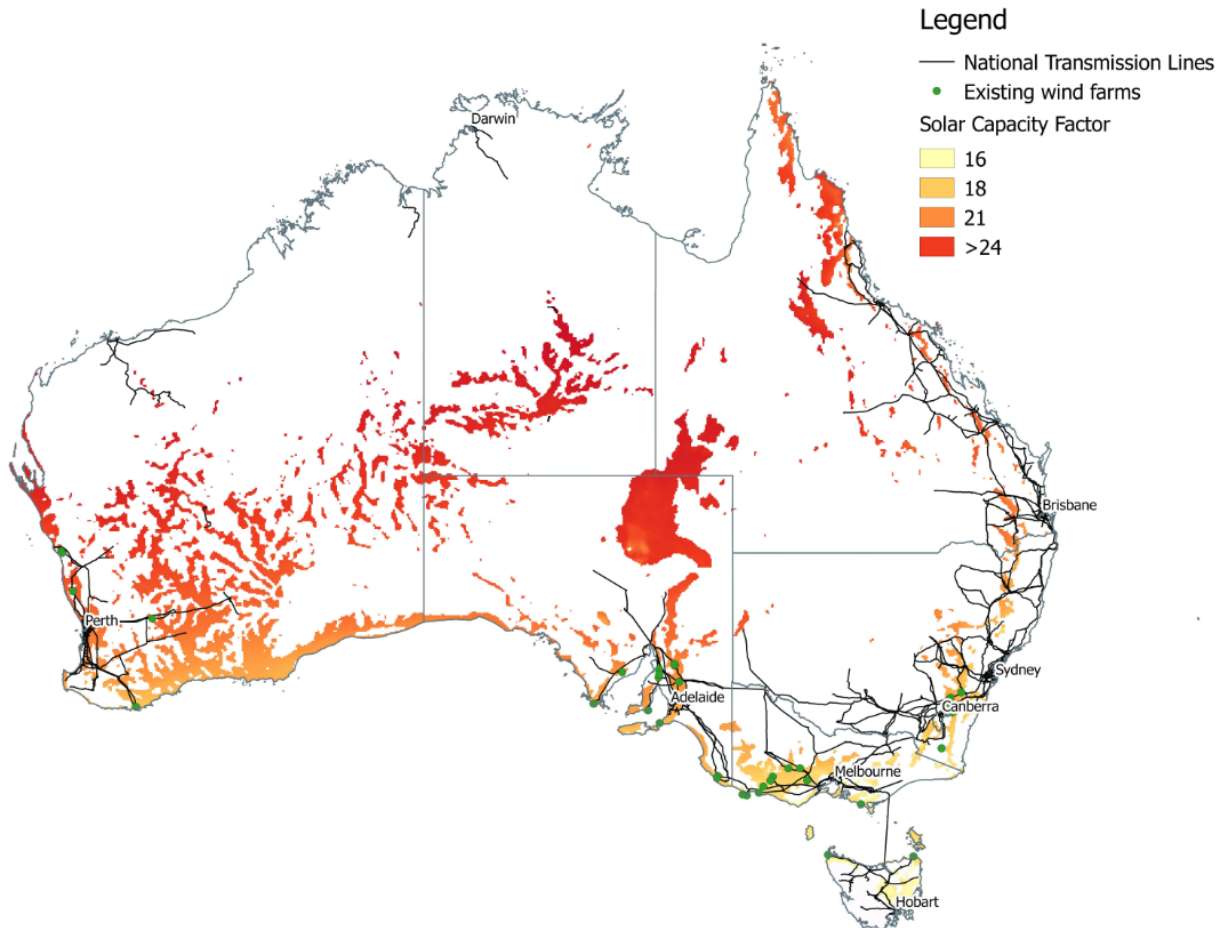 Legend
National Transmission Lines
Existing wind farms
Solar Capacity Factor
16
18
21
>24
Darwin
Brisbane
Perth
Sydney
Adelaide
Canberra
Melbourne
Hobart